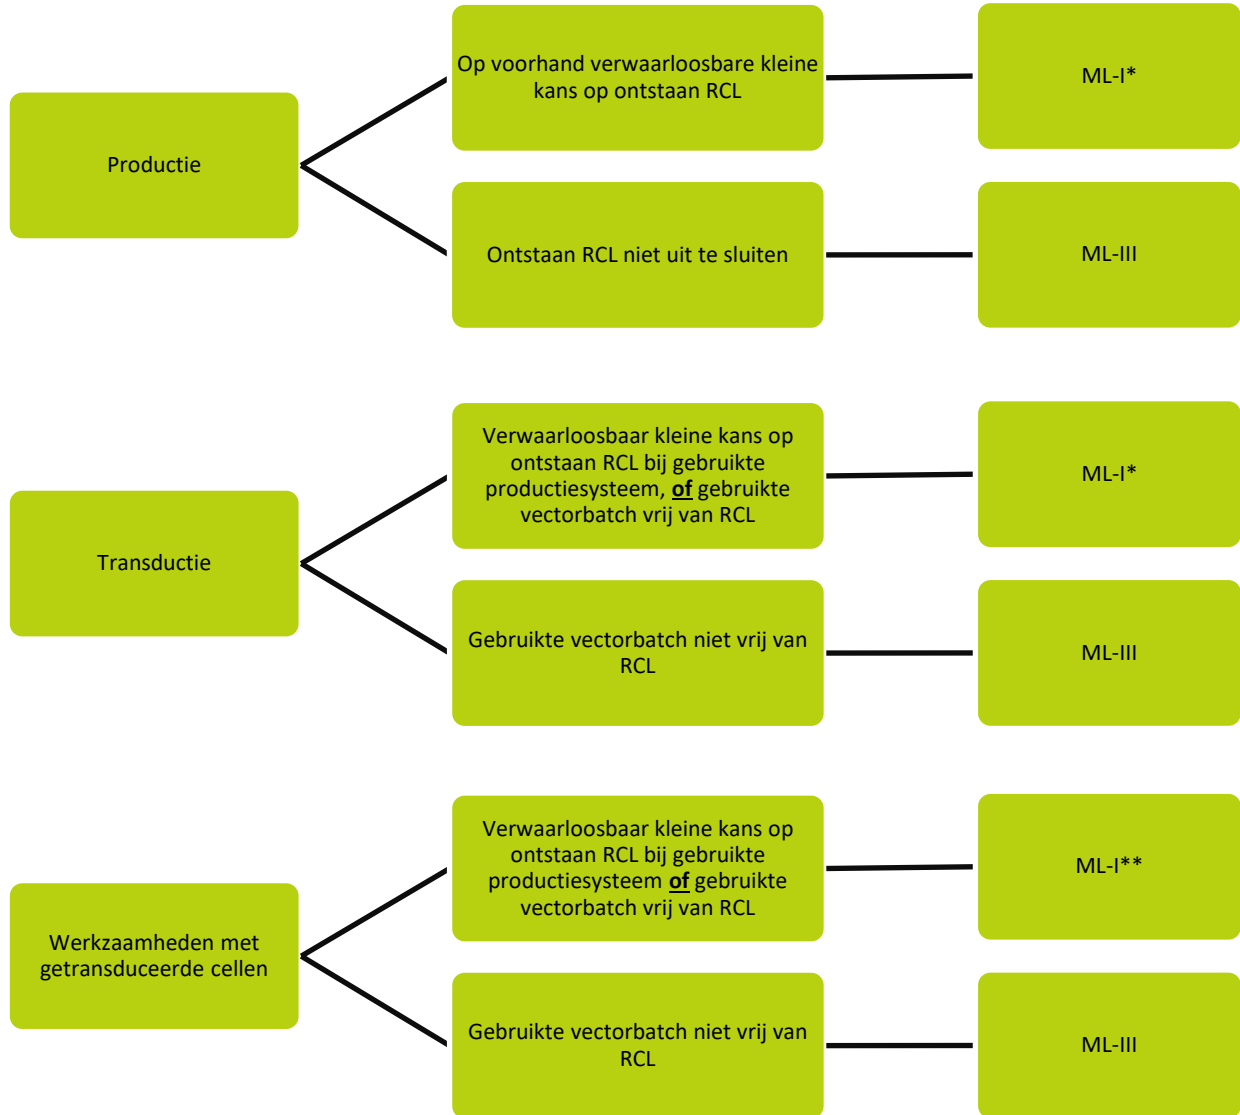 Op voorhand verwaarloosbare kleine
kans op ontstaan RCL
ML-I*
Productie
Ontstaan RCL niet uit te sluiten
ML-III
Verwaarloosbaar kleine kans op
ontstaan RCL bij gebruikte
productiesysteem, of gebruikte
vectorbatch vrij van RCL
ML-I*
Transductie
Gebruikte vectorbatch niet vrij van
RCL
ML-III
Verwaarloosbaar kleine kans op
ontstaan RCL bij gebruikte
productiesysteem of gebruikte
vectorbatch vrij van RCL
ML-I**
Werkzaamheden met
getransduceerde cellen
Gebruikte vectorbatch niet vrij van
RCL
ML-III